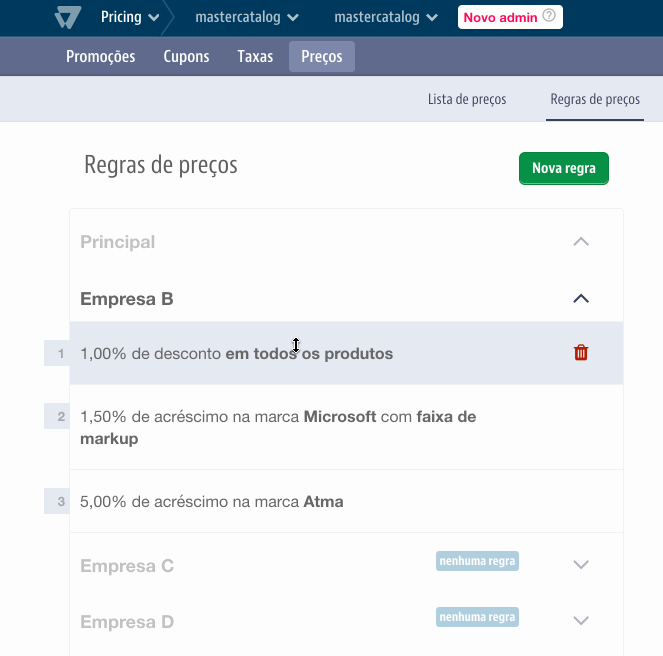 Pricing mastercatalog mastercatalog Novo admin ?
Promoções Cupons Taxas Preços
Lista de preços Regras de preços
Regras de preços
Nova regra
Principal
Empresa B
1 1,00% de desconto em todos os produtos
2 1,50% de acréscimo na marca Microsoft com faixa de
markup
3 5,00% de acréscimo na marca Atma
Empresa C nenhuma regra
Empresa D nenhuma regra